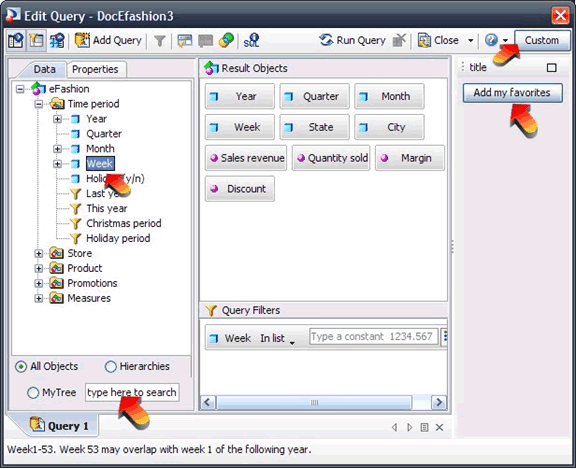 Edit Query - DocEfashion3
Add Query SQL Run Query Close ? Custom
Data Properties
eFashion
Time period
Year
Quarter
Month
Week
(y/n)
Last
This year
Christmas period
Holiday period
Store
Product
Promotions
Measures
All Objects Hierarchies
MyTree type here to search
Result Objects
Year Quarter Month
Week State City
Sales revenue Quantity sold Margin
Discount
Query Filters
Week In list Type a constant 1234.567
title
Add my favorites
Query 1
Week1-53. Week 53 may overlap with week 1 of the following year.